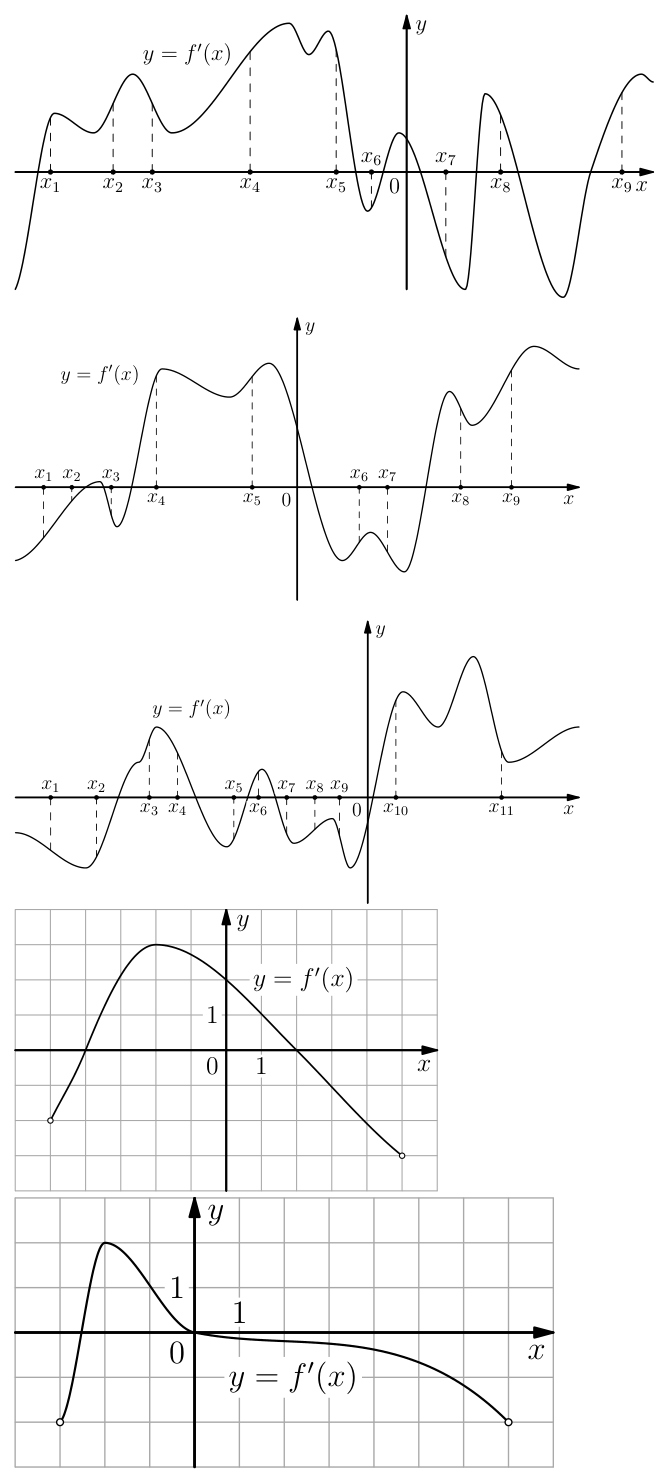 y
y = f′(x)
x₆ x₇
x₁ x₂ x₃ x₄ x₅ 0 x₈ x₉ x
y
y = f′(x)
x₁ x₂ x₃ x₆ x₇
x₄ x₅ 0 x₈ x₉ x
y
y = f′(x)
x₁ x₂ x₅ x₇ x₈ x₉
x₃ x₄ x₆ 0 x₁₀ x₁₁ x
y
y = f′(x)
1
0 1 x
y
1
1
0 x
y = f′(x)